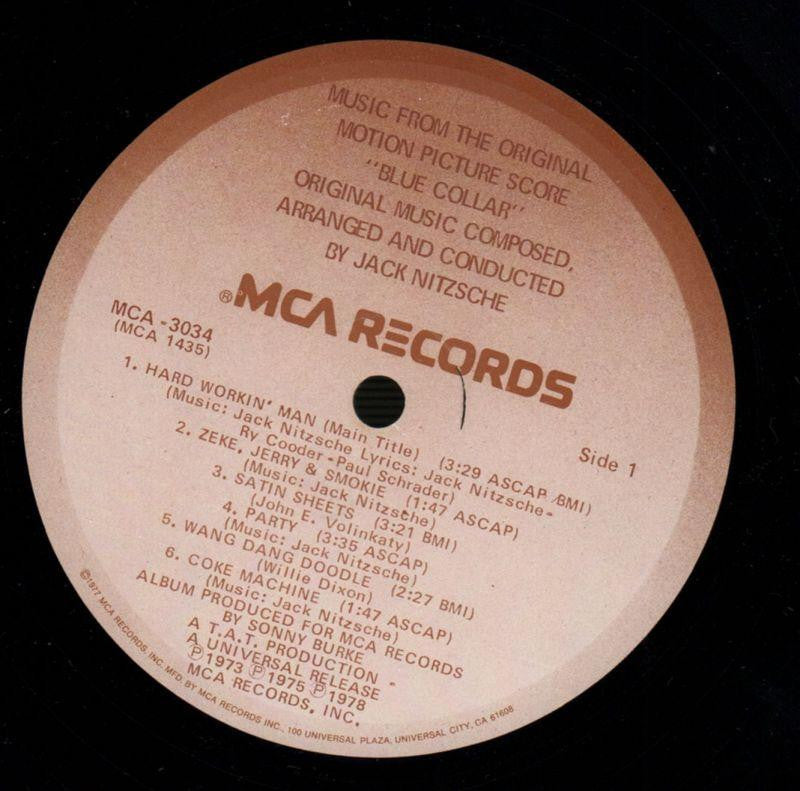 MUSIC FROM THE ORIGINAL
MOTION PICTURE SCORE
"BLUE COLLAR"
ORIGINAL MUSIC COMPOSED,
ARRANGED AND CONDUCTED
BY JACK NITZSCHE
®MCA RECORDS
MCA-3034
(MCA 1435)
Side 1
1. HARD WORKIN' MAN (Main Title) (3:29 ASCAP/BMI)
(Music: Jack Nitzsche Lyrics: Jack Nitzsche-
Ry Cooder-Paul Schrader)
2. ZEKE, JERRY & SMOKIE (1:47 ASCAP)
(Music: Jack Nitzsche)
3. SATIN SHEETS (3:21 BMI)
(John E. Volinkaty)
4. PARTY (3:35 ASCAP)
(Music: Jack Nitzsche)
5. WANG DANG DOODLE (2:27 BMI)
(Willie Dixon)
6. COKE MACHINE (1:47 ASCAP)
(Music: Jack Nitzsche)
ALBUM PRODUCED FOR MCA RECORDS
BY SONNY BURKE
A T.A.T. PRODUCTION -
A UNIVERSAL RELEASE
℗1973 ℗1975 ℗1978
MCA RECORDS, INC.
©1977 MCA RECORDS, INC. MFD. BY MCA RECORDS INC., 100 UNIVERSAL PLAZA, UNIVERSAL CITY, CA 61608